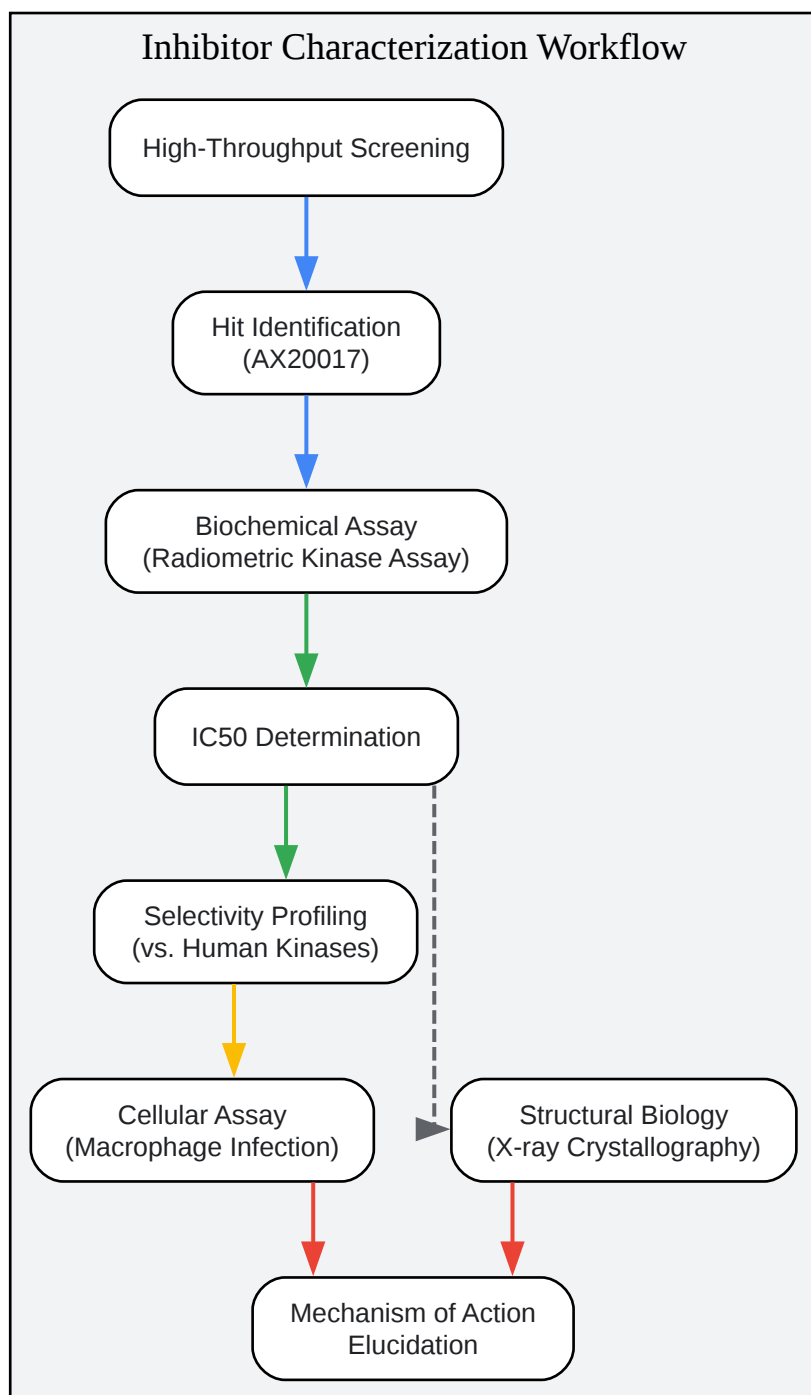 Inhibitor Characterization Workflow
High-Throughput Screening
Hit Identification
(AX20017)
Biochemical Assay
(Radiometric Kinase Assay)
IC50 Determination
Selectivity Profiling
(vs. Human Kinases)
Cellular Assay
(Macrophage Infection)
Structural Biology
(X-ray Crystallography)
Mechanism of Action
Elucidation